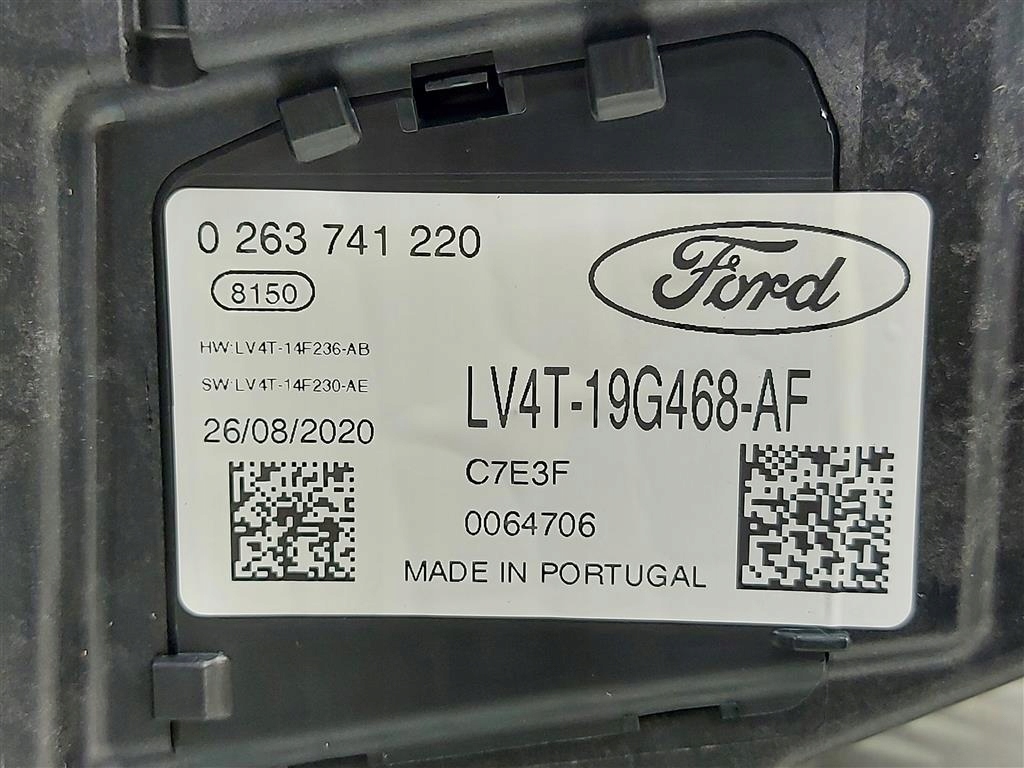 0 263 741 220
8150
Ford
HW:LV4T-14F236-AB
SW:LV4T-14F230-AE
26/08/2020
LV4T-19G468-AF
C7E3F
0064706
MADE IN PORTUGAL